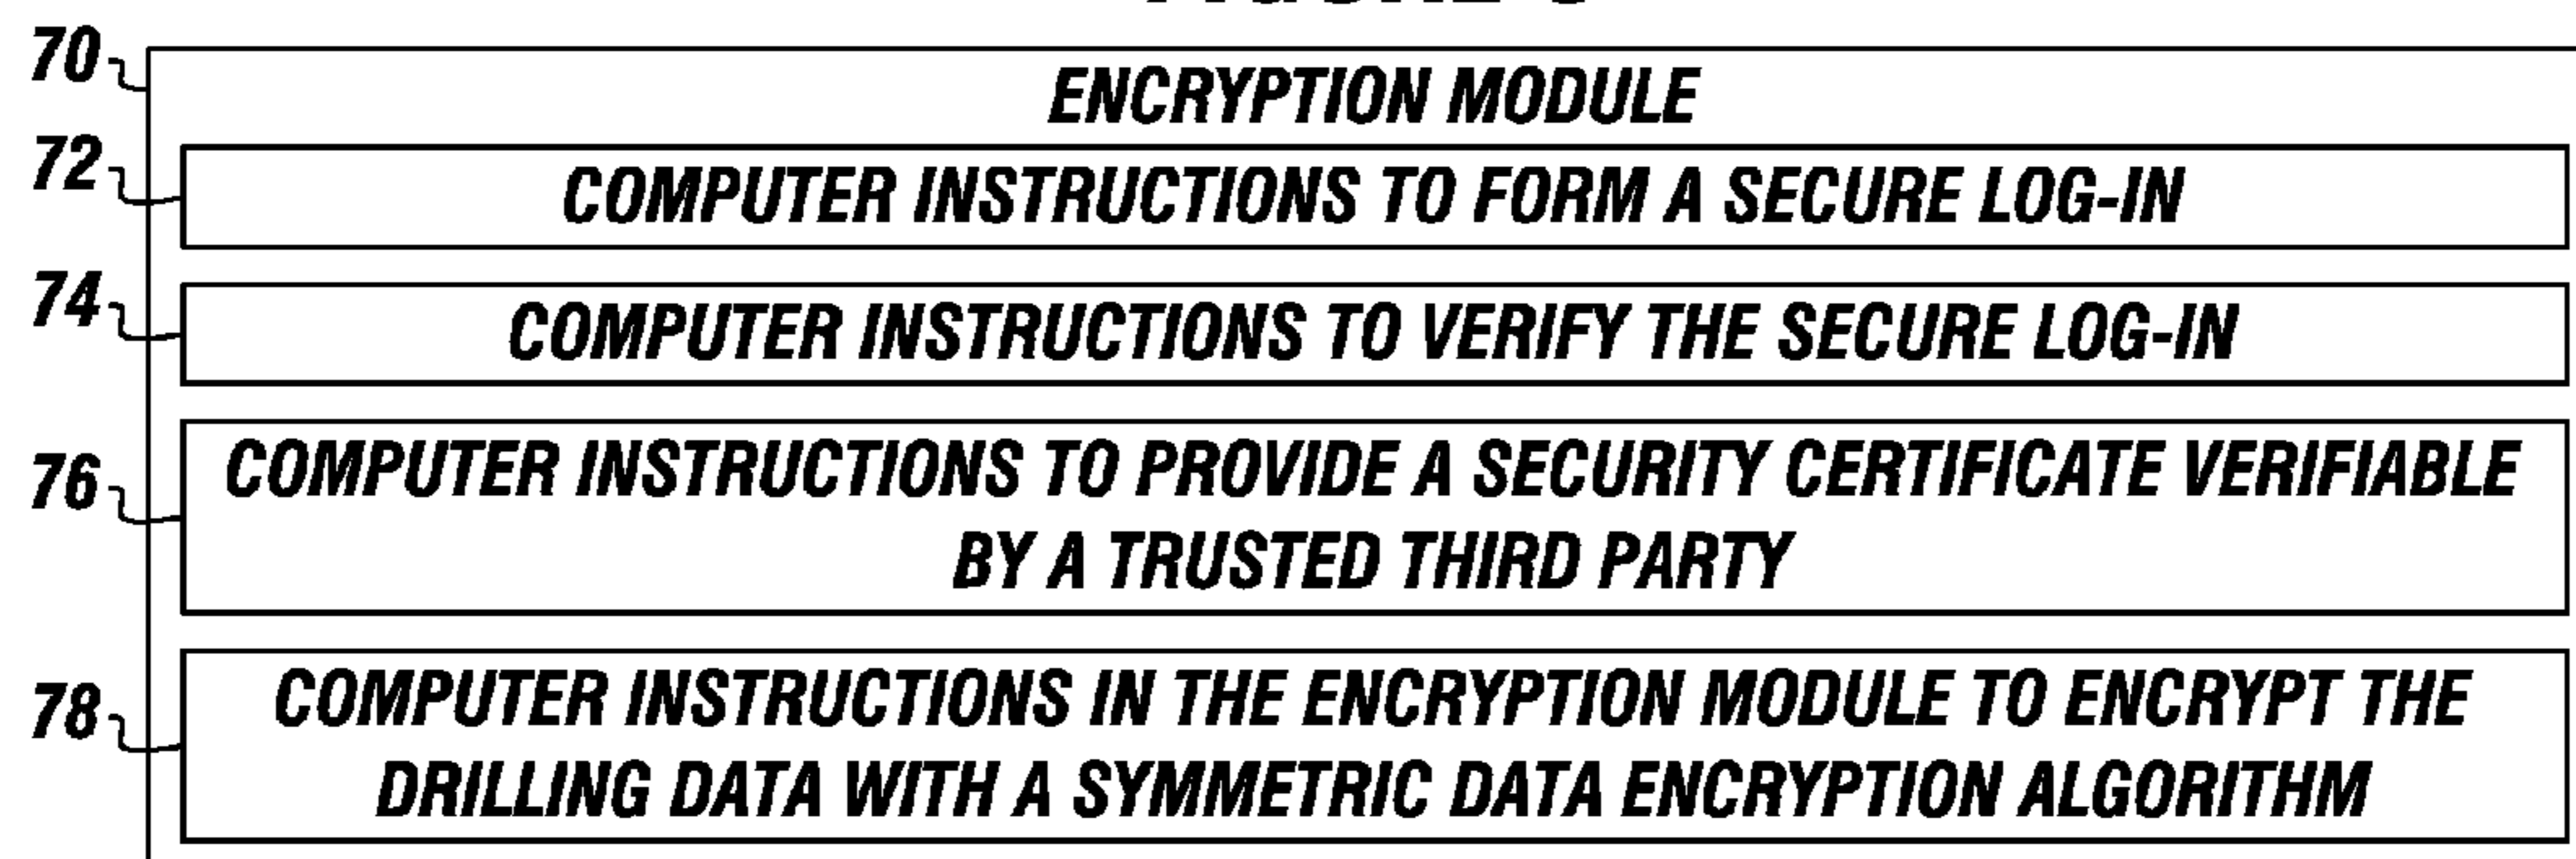 70
ENCRYPTION MODULE
72
COMPUTER INSTRUCTIONS TO FORM A SECURE LOG-IN
74
COMPUTER INSTRUCTIONS TO VERIFY THE SECURE LOG-IN
76
COMPUTER INSTRUCTIONS TO PROVIDE A SECURITY CERTIFICATE VERIFIABLE
BY A TRUSTED THIRD PARTY
78
COMPUTER INSTRUCTIONS IN THE ENCRYPTION MODULE TO ENCRYPT THE
DRILLING DATA WITH A SYMMETRIC DATA ENCRYPTION ALGORITHM